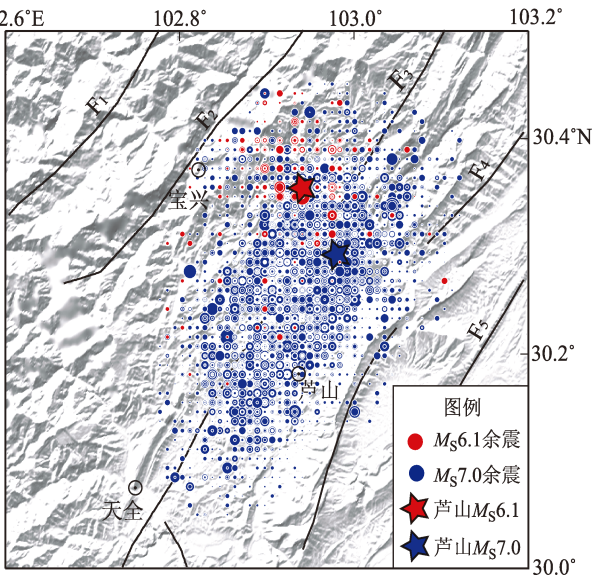 2.6°E
102.8°
103.0°
103.2°
F₁
F₂
F₃
30.4°N
F₄
宝兴
F₅
30.2°
芦山
图例
Mₛ6.1余震
Mₛ7.0余震
天全
芦山Mₛ6.1
芦山Mₛ7.0
30.0°